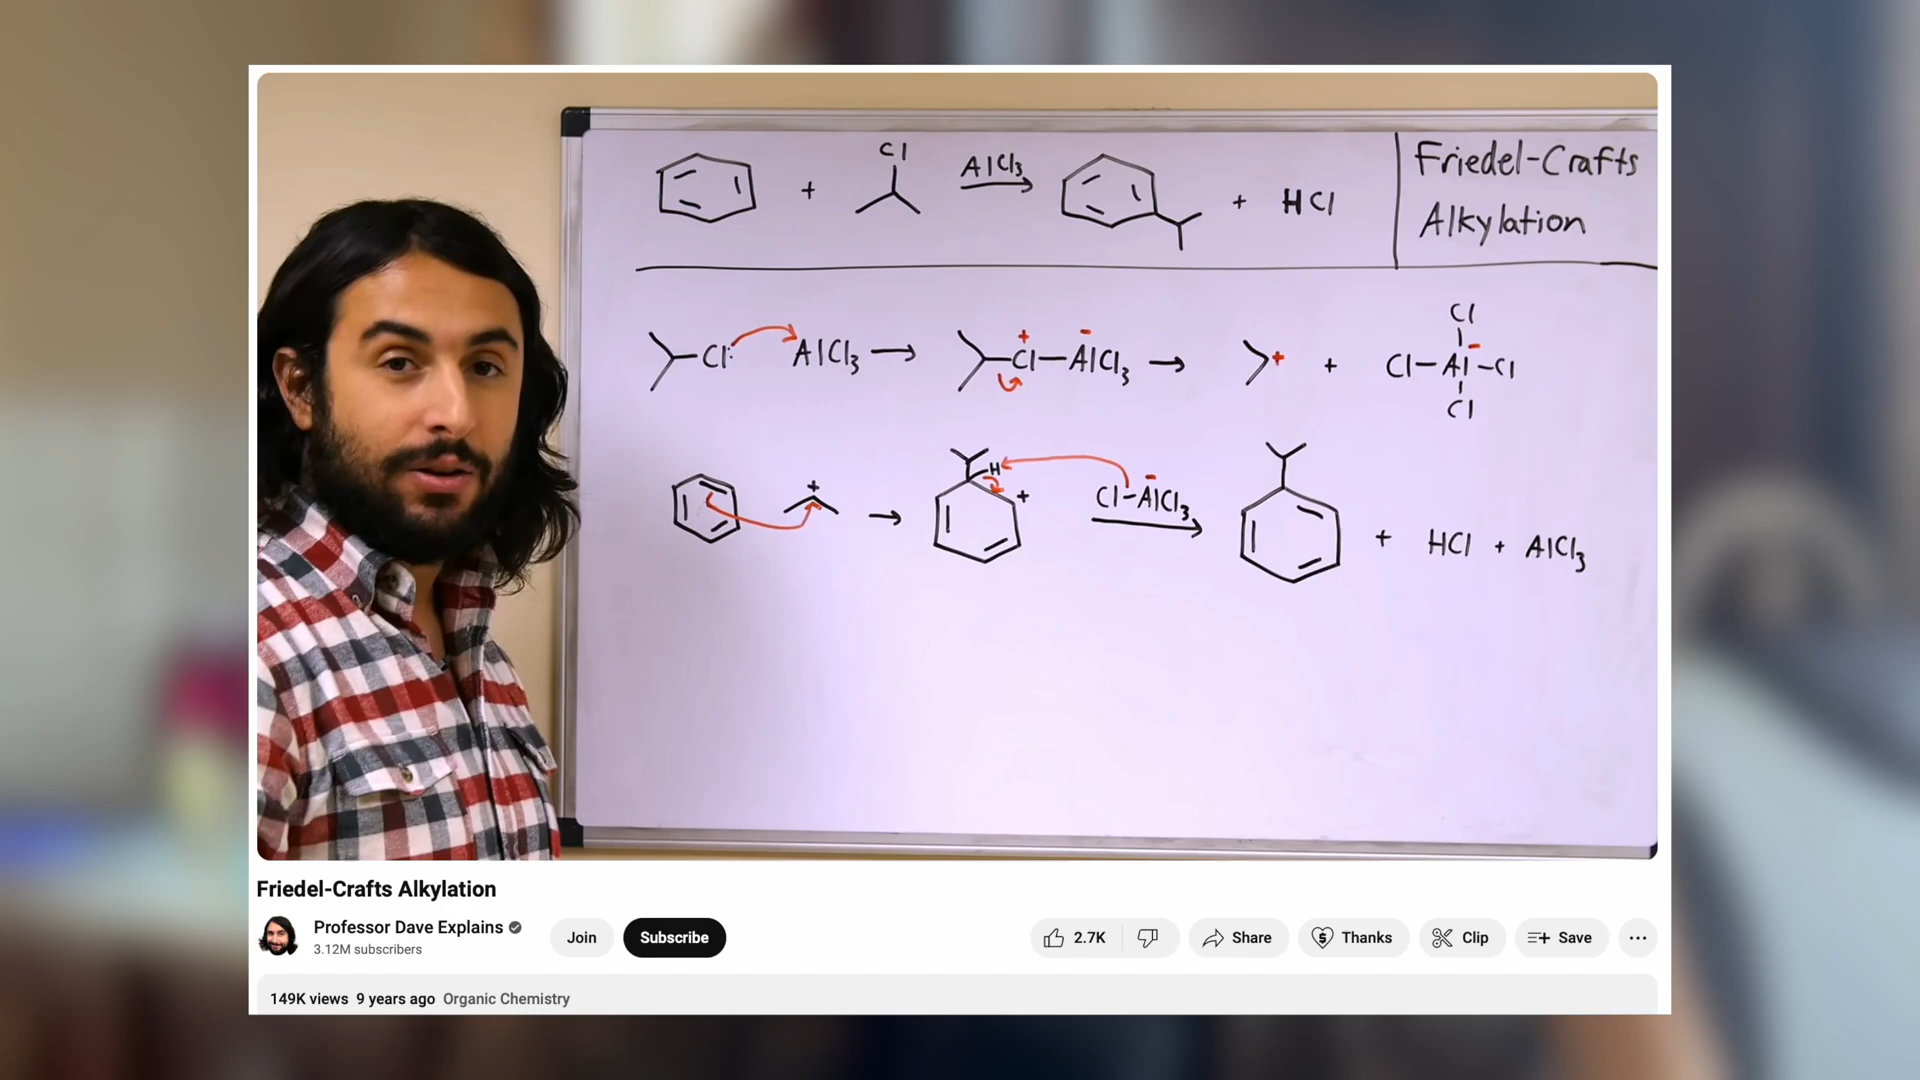 Cl
+ AlCl₃ + HCl
Friedel-Crafts
Alkylation
Cl: AlCl₃ → Cl⁺—AlCl₃⁻ → + + Cl
Cl—Al⁻—Cl
Cl
+ → H + Cl—AlCl₃⁻ + HCl + AlCl₃
Friedel-Crafts Alkylation
Professor Dave Explains
3.12M subscribers
Join
Subscribe
2.7K
Share
Thanks
Clip
Save
149K views 9 years ago Organic Chemistry